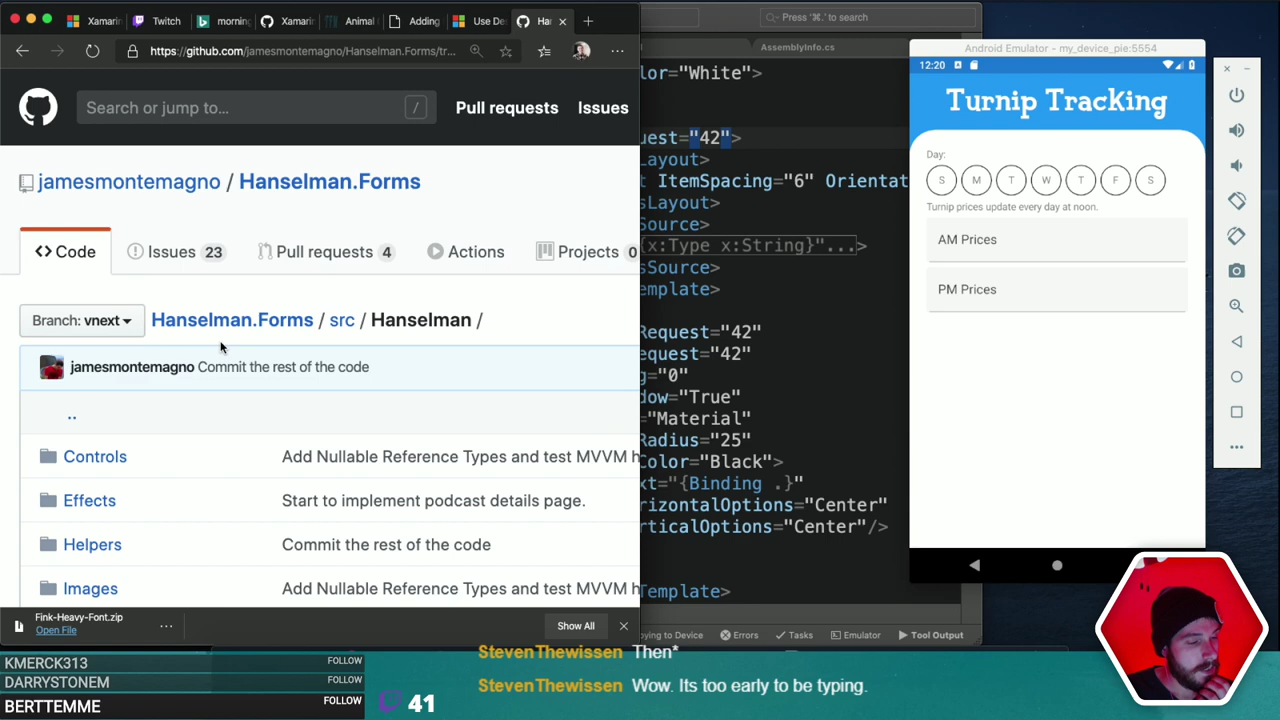 Xamarin
Twitch
morning
Xamari
Animal
Adding
Use De
Ha
https://github.com/jamesmontemagno/Hanselman.Forms/tr...
Search or jump to...
/
Pull requests
Issues
jamesmontemagno / Hanselman.Forms
<> Code
Issues 23
Pull requests 4
Actions
Projects 0
Branch: vnext
Hanselman.Forms / src / Hanselman /
jamesmontemagno Commit the rest of the code
..
Controls
Add Nullable Reference Types and test MVVM h
Effects
Start to implement podcast details page.
Helpers
Commit the rest of the code
Images
Add Nullable Reference Types and test MVVM h
Fink-Heavy-Font.zip
Open File
Show All
Press '⌘.' to search
AssemblyInfo.cs
lor="White">
uest="42">
Layout>
t ItemSpacing="6" Orientat
sLayout>
Source>
{x:Type x:String}"...>
sSource>
emplate>
Request="42"
equest="42"
g="0"
dow="True"
="Material"
Radius="25"
Color="Black">
xt="{Binding .}"
rizontalOptions="Center"
rticalOptions="Center"/>
Template>
oying to Device
Errors
Tasks
Emulator
Tool Output
Android Emulator - my_device_pie:5554
12:20
Turnip Tracking
Day:
S M T W T F S
Turnip prices update every day at noon.
AM Prices
PM Prices
KMERCK313 FOLLOW
DARRYSTONEM FOLLOW
BERTTEMME FOLLOW
41
StevenThewissen Then*
StevenThewissen Wow. Its too early to be typing.